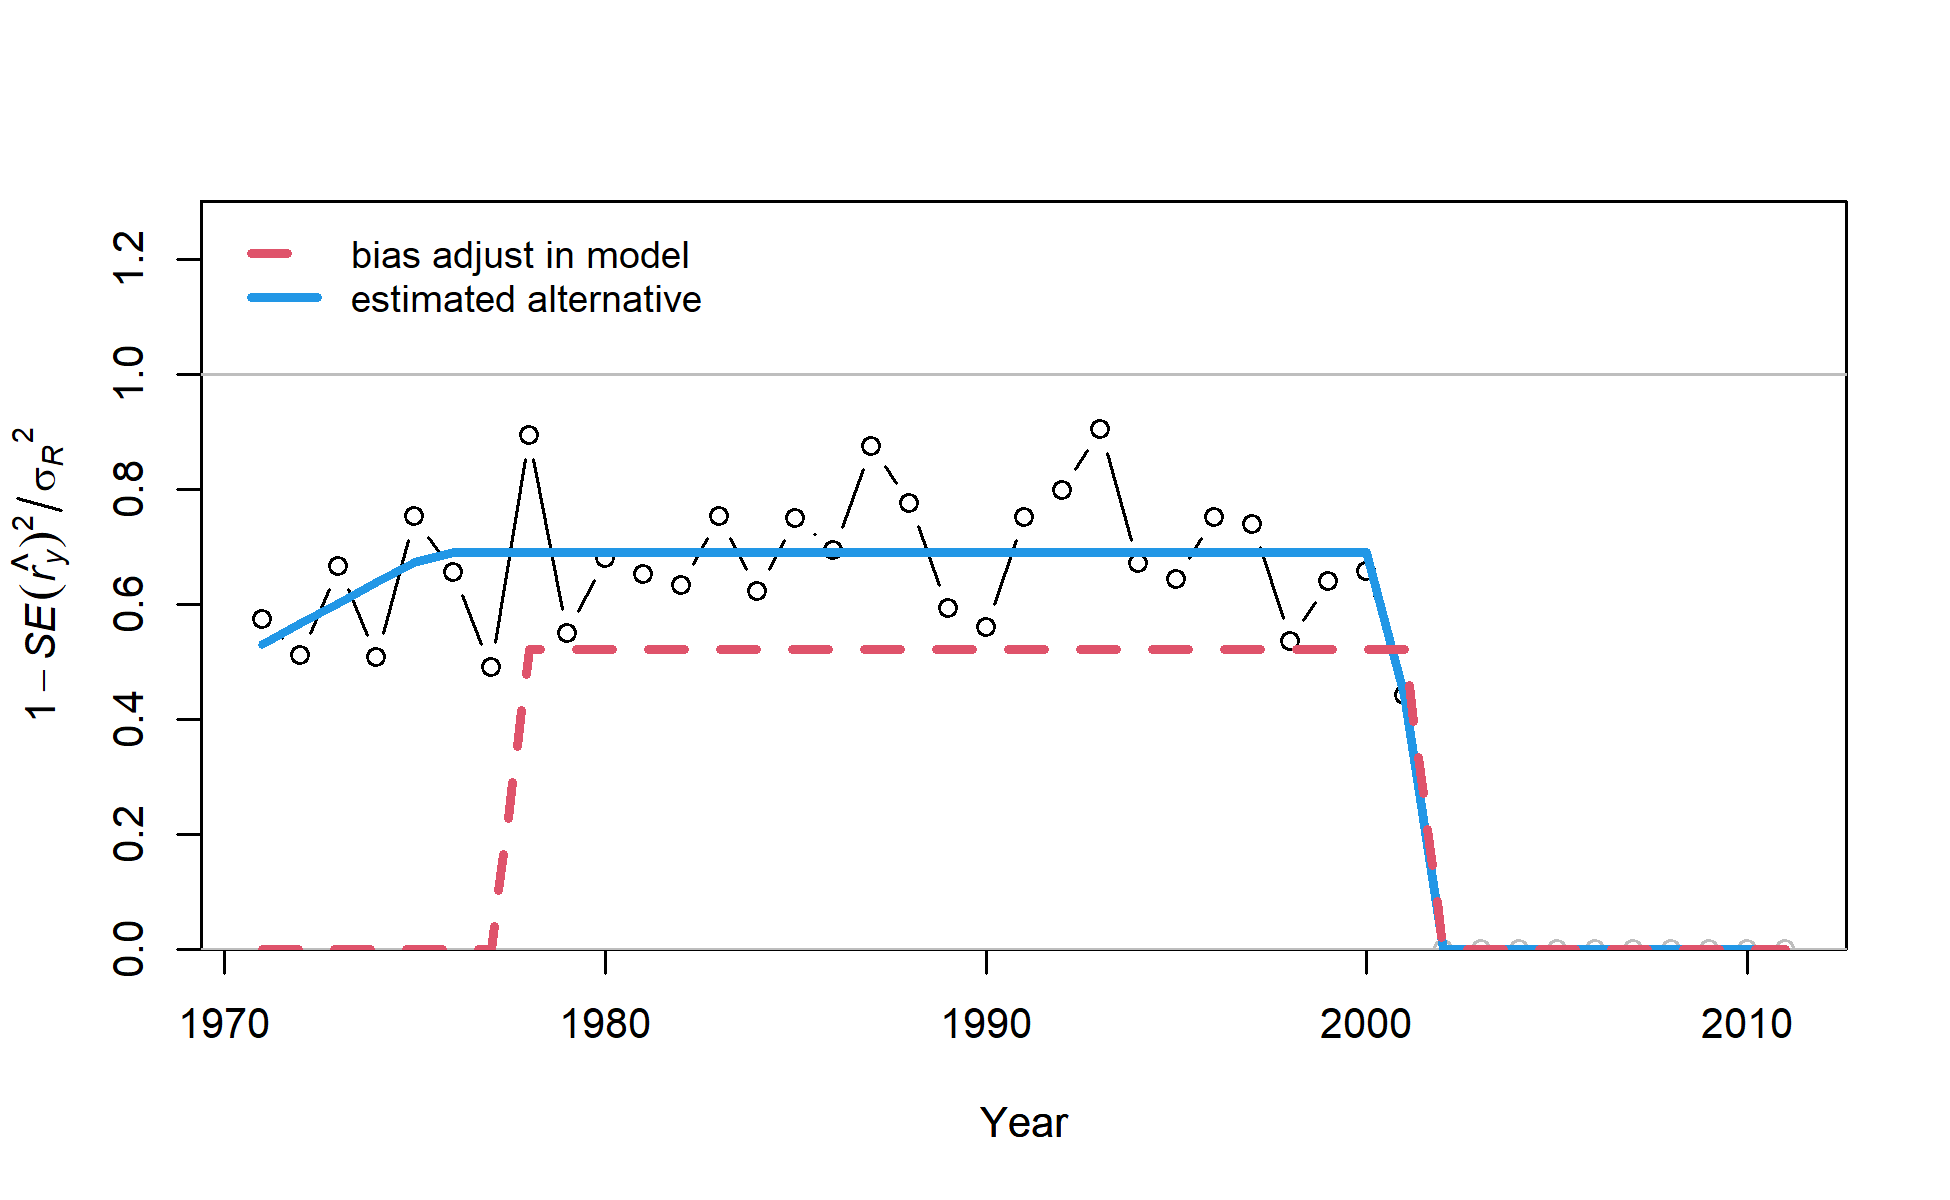 bias adjust in model
estimated alternative
1 − SE(r̂y)² / σR²
1.2
1.0
0.8
0.6
0.4
0.2
0.0
1970 1980 1990 2000 2010
Year